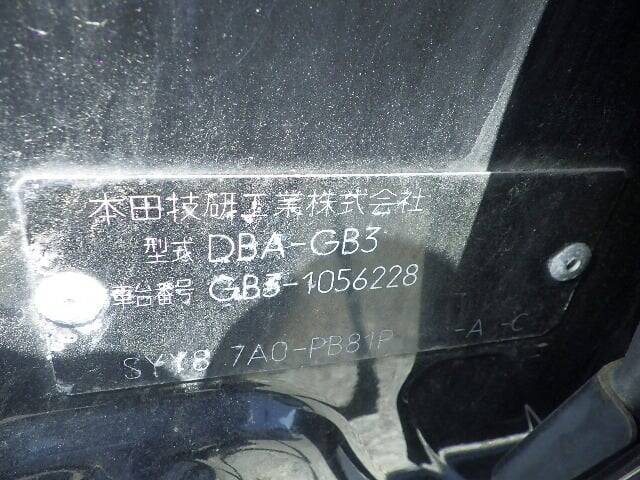 本田技研工業株式会社
型式 DBA-GB3
車台番号 GB3-1056228
SYY8 7A0-PB81P -A -C